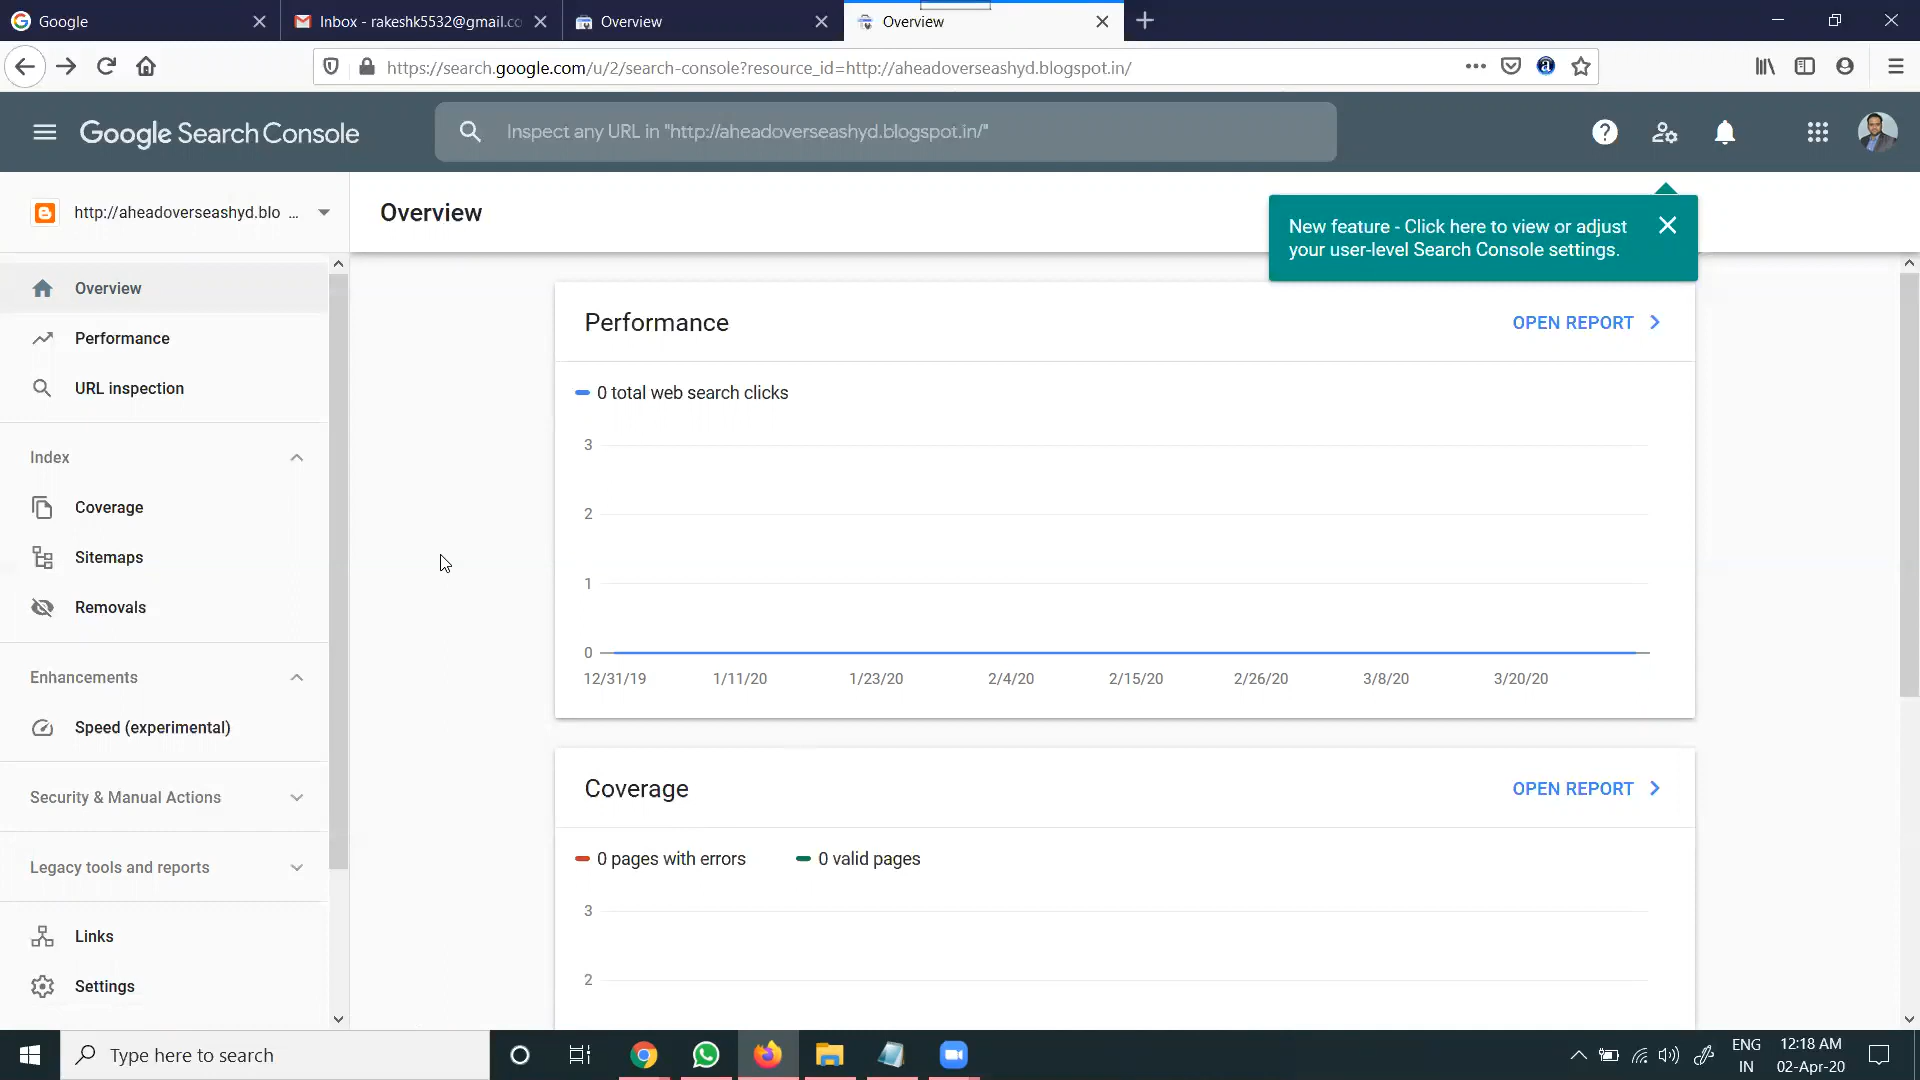 Google
Inbox - rakeshk5532@gmail.co
Overview
Overview
https://search.google.com/u/2/search-console?resource_id=http://aheadoverseashyd.blogspot.in/
Google Search Console
Inspect any URL in "http://aheadoverseashyd.blogspot.in/"
http://aheadoverseashyd.blo ...
Overview
New feature - Click here to view or adjust
your user-level Search Console settings.
Overview
Performance
URL inspection
Index
Coverage
Sitemaps
Removals
Enhancements
Speed (experimental)
Security & Manual Actions
Legacy tools and reports
Links
Settings
Performance
OPEN REPORT
0 total web search clicks
3
2
1
0
12/31/19 1/11/20 1/23/20 2/4/20 2/15/20 2/26/20 3/8/20 3/20/20
Coverage
OPEN REPORT
0 pages with errors
0 valid pages
3
2
Type here to search
ENG
IN
12:18 AM
02-Apr-20